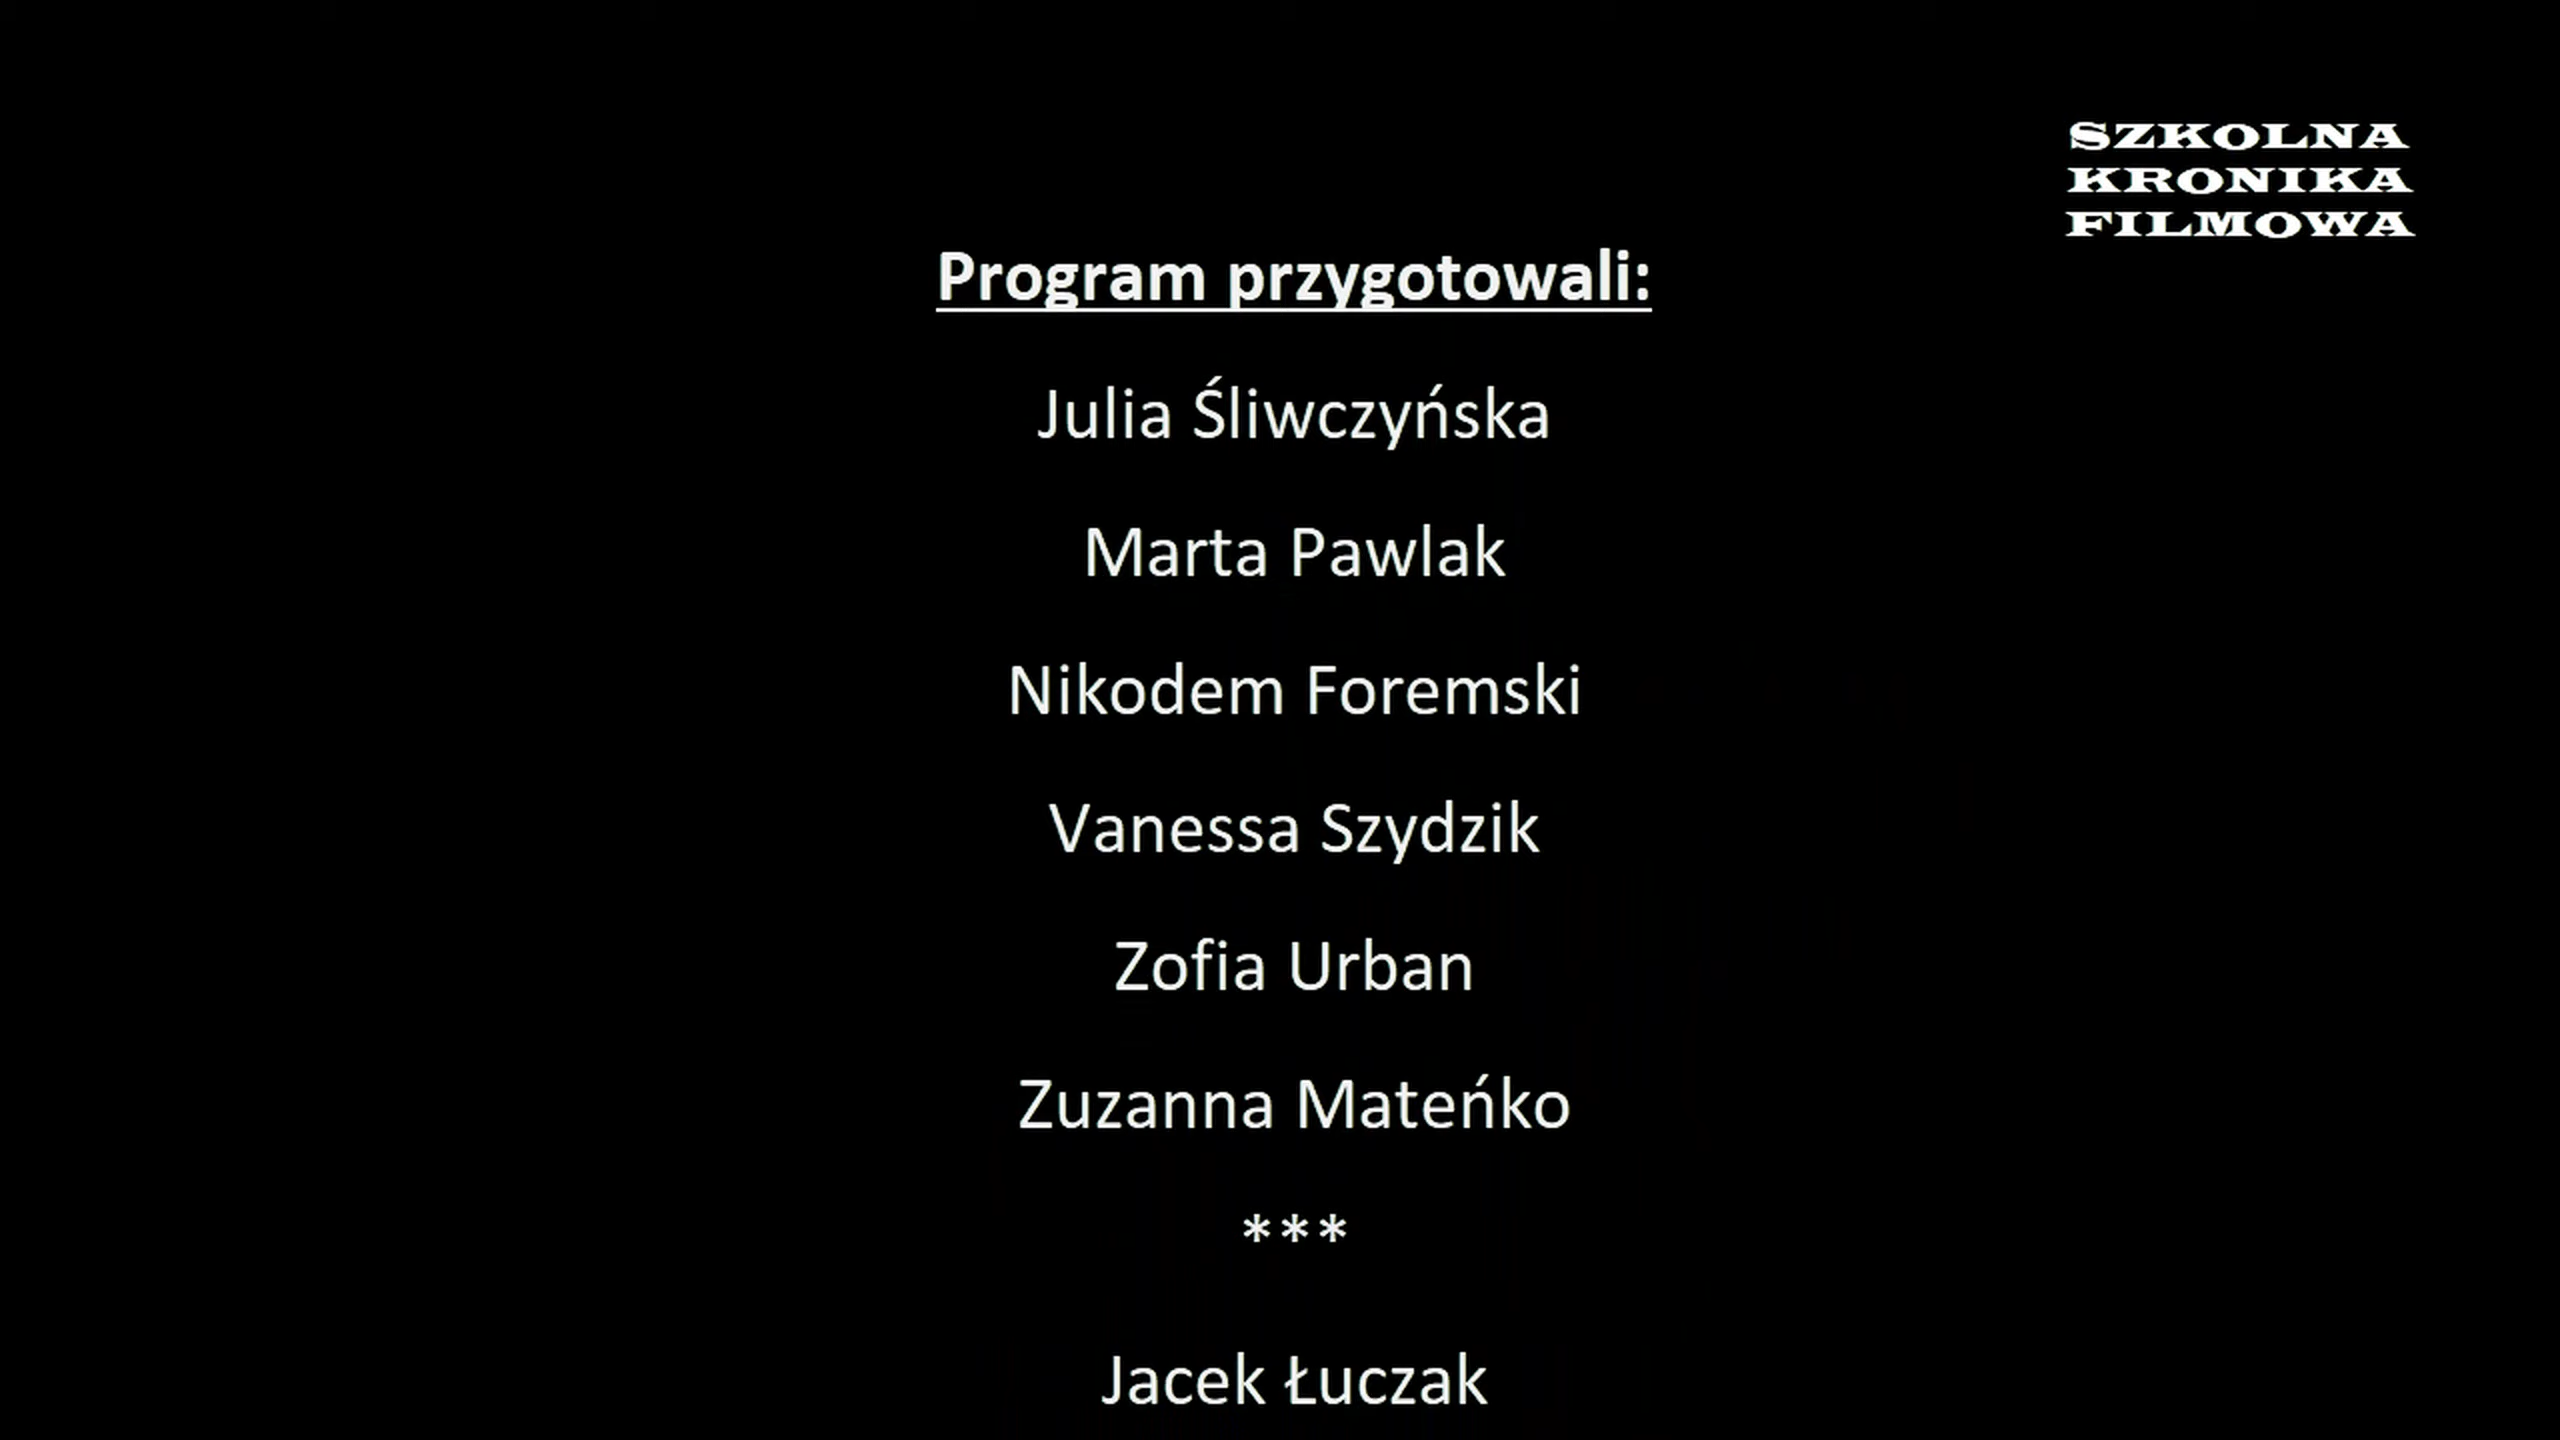 SZKOLNA
KRONIKA
FILMOWA
Program przygotowali:
Julia Śliwczyńska
Marta Pawlak
Nikodem Foremski
Vanessa Szydzik
Zofia Urban
Zuzanna Mateńko
***
Jacek Łuczak